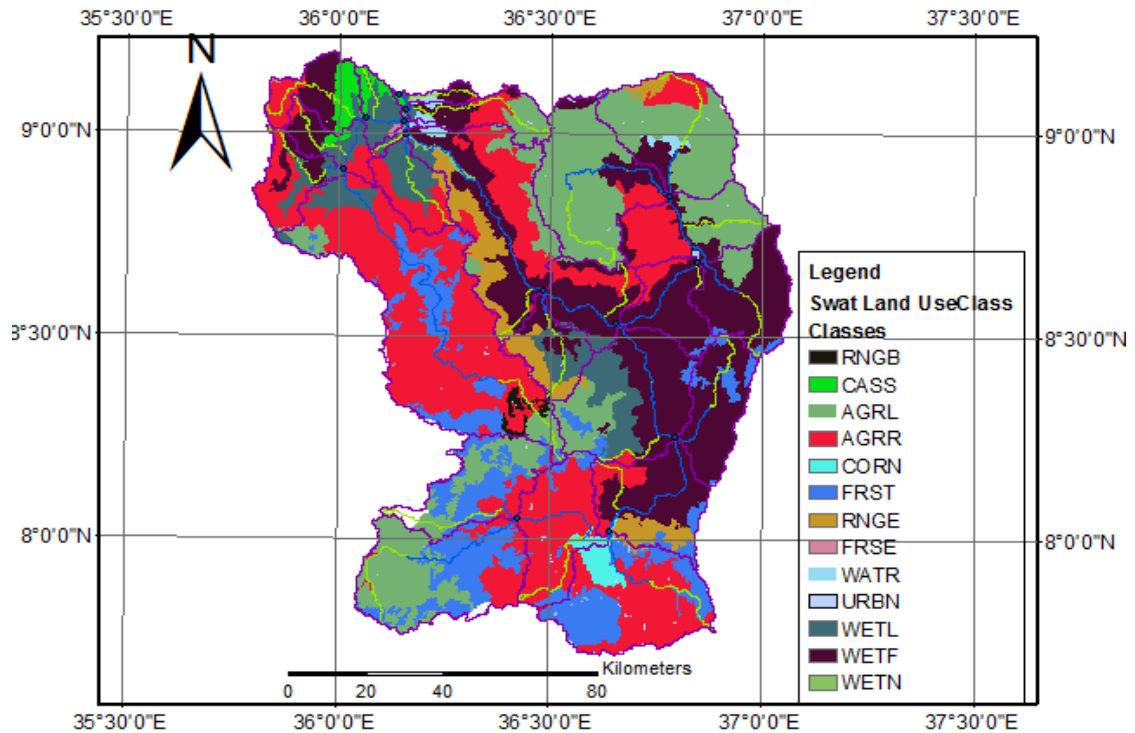 35°30'0"E 36°0'0"E 36°30'0"E 37°0'0"E 37°30'0"E
N
9°0'0"N 9°0'0"N
Legend
Swat Land UseClass
Classes
8°30'0"N 8°30'0"N
RNGB
CASS
AGRL
AGRR
CORN
FRST
RNGE
8°0'0"N 8°0'0"N
FRSE
WATR
URBN
WETL
WETF
WETN
Kilometers
0 20 40 80
35°30'0"E 36°0'0"E 36°30'0"E 37°0'0"E 37°30'0"E